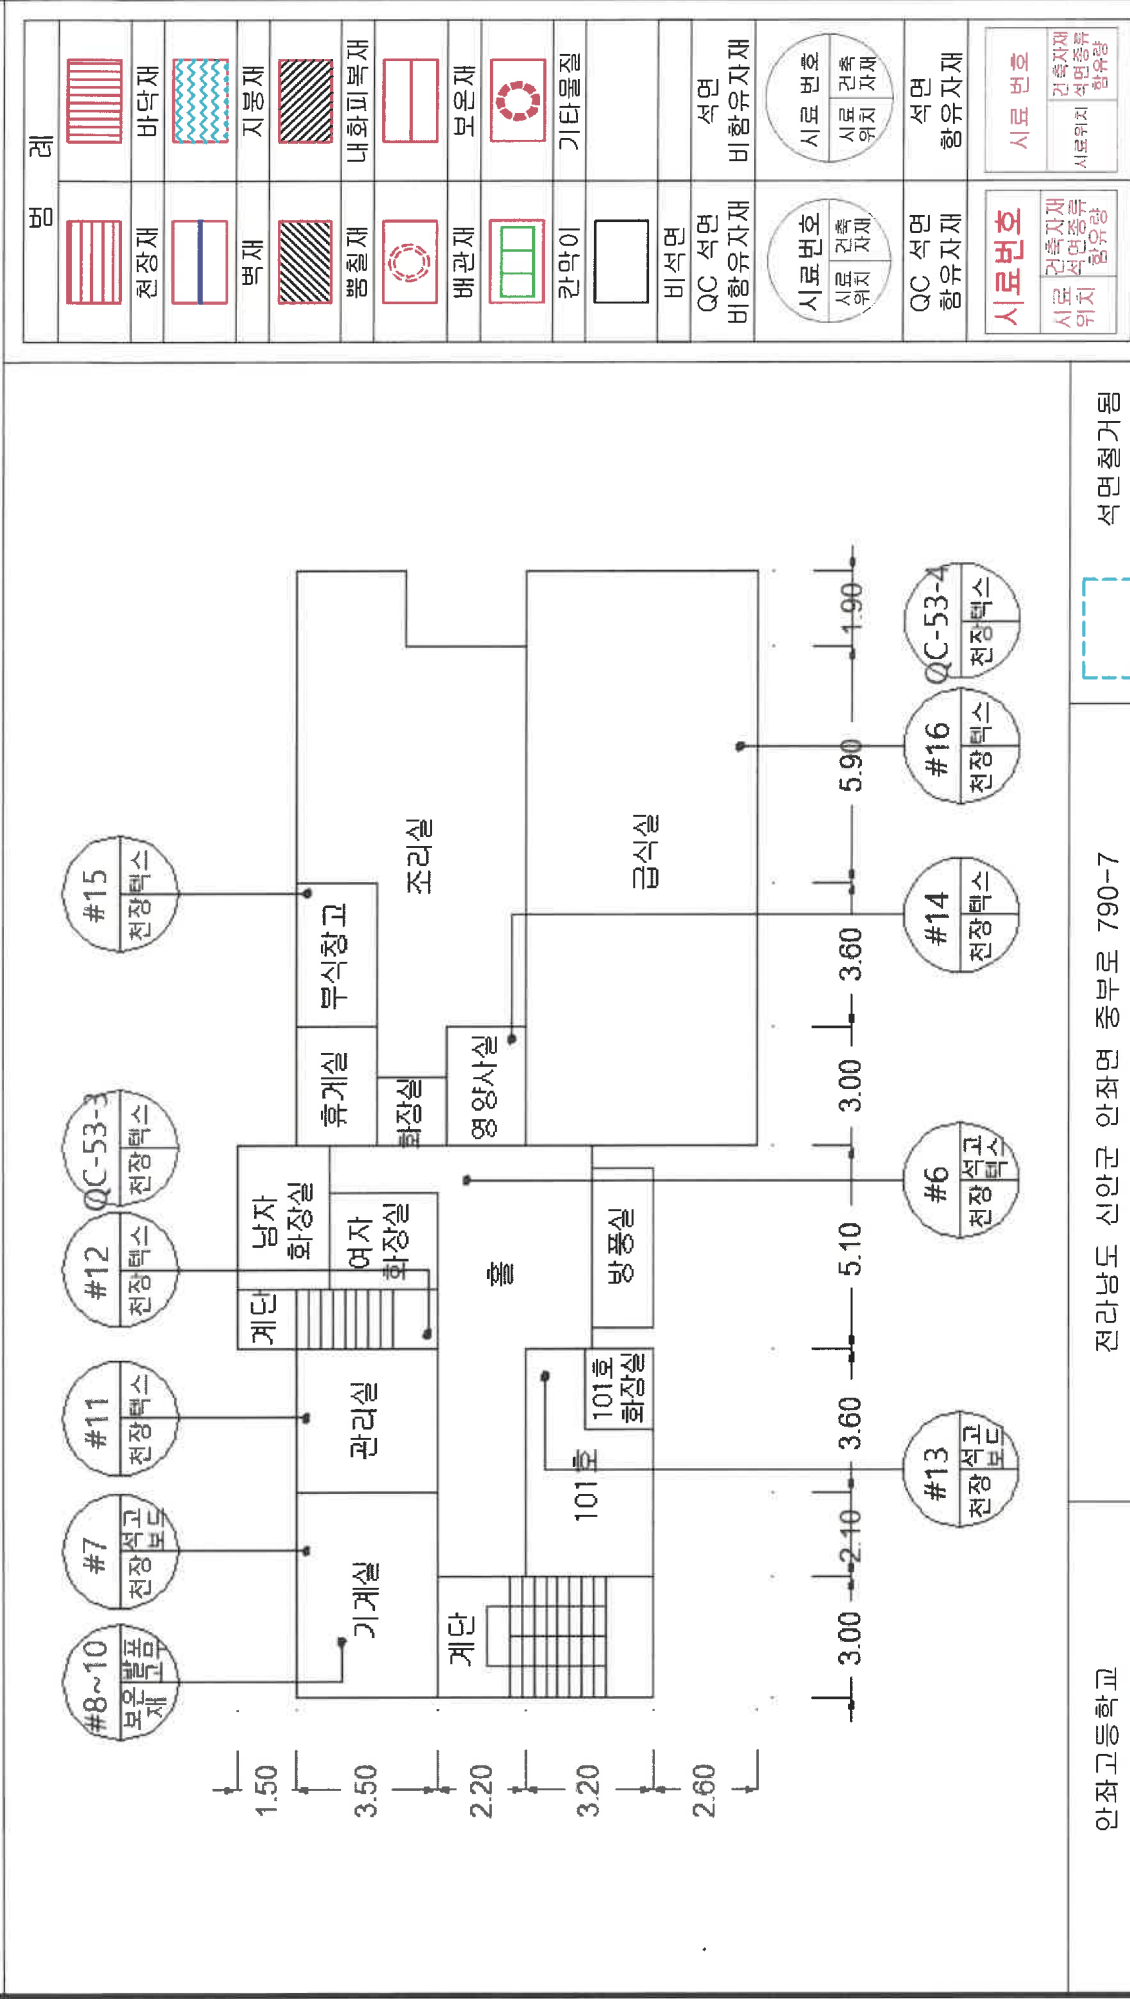 #8~10
보온재
발포고무
#7
천장
석고보드
#11
천장
텍스
#12
천장
텍스
QC-53-3
천장
텍스
#15
천장
텍스
1.50
3.50
2.20
3.20
2.60
기계실
관리실
계단
남자
화장실
여자
화장실
휴게실
부식창고
화장실
영양사실
조리실
급식실
홀
방풍실
계단
101호
101호
화장실
3.00
2.10
3.60
5.10
3.00
3.60
5.90
1.90
#13
천장
석고보드
#6
천장
석고텍스
#14
천장
텍스
#16
천장
텍스
QC-53-4
천장
텍스
안좌고등학교
전라남도 신안군 안좌면 중부로 790-7
석면철거됨
범 례
천장재
바닥재
벽재
지붕재
뿜칠재
내화피복재
배관재
보온재
칸막이
기타물질
비석면
QC 석면
비함유자재
석면
비함유자재
시료번호
시료
위치
건축
자재
시료 번호
시료
위치
건축
자재
QC 석면
함유자재
석면
함유자재
시료번호
시료
위치
건축자재
석면종류
함유량
시료 번호
시료위치
건축자재
석면종류
함유량